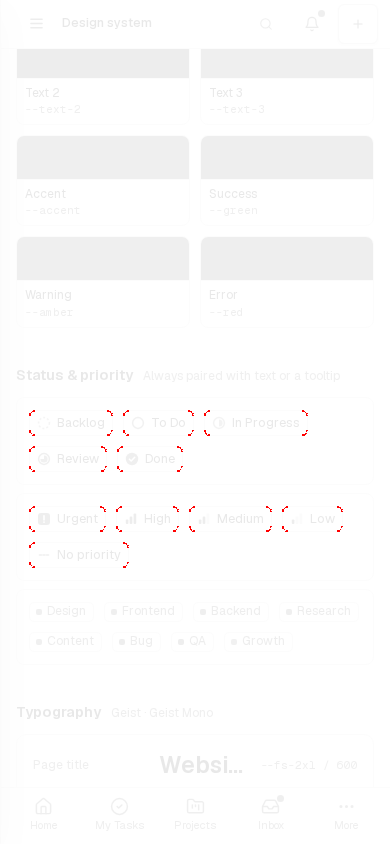 Design system
Text 2
Text 3
--text-2
--text-3
Accent
Success
--accent
--green
Warning
Error
--amber
--red
Status & priority Always paired with text or a tooltip
Backlog To Do In Progress
Review Done
Urgent High Medium Low
No priority
Design Frontend Backend Research
Content Bug QA Growth
Typography Geist · Geist Mono
Page title Websi... --fs-2xl / 600
Home My Tasks Projects Inbox More